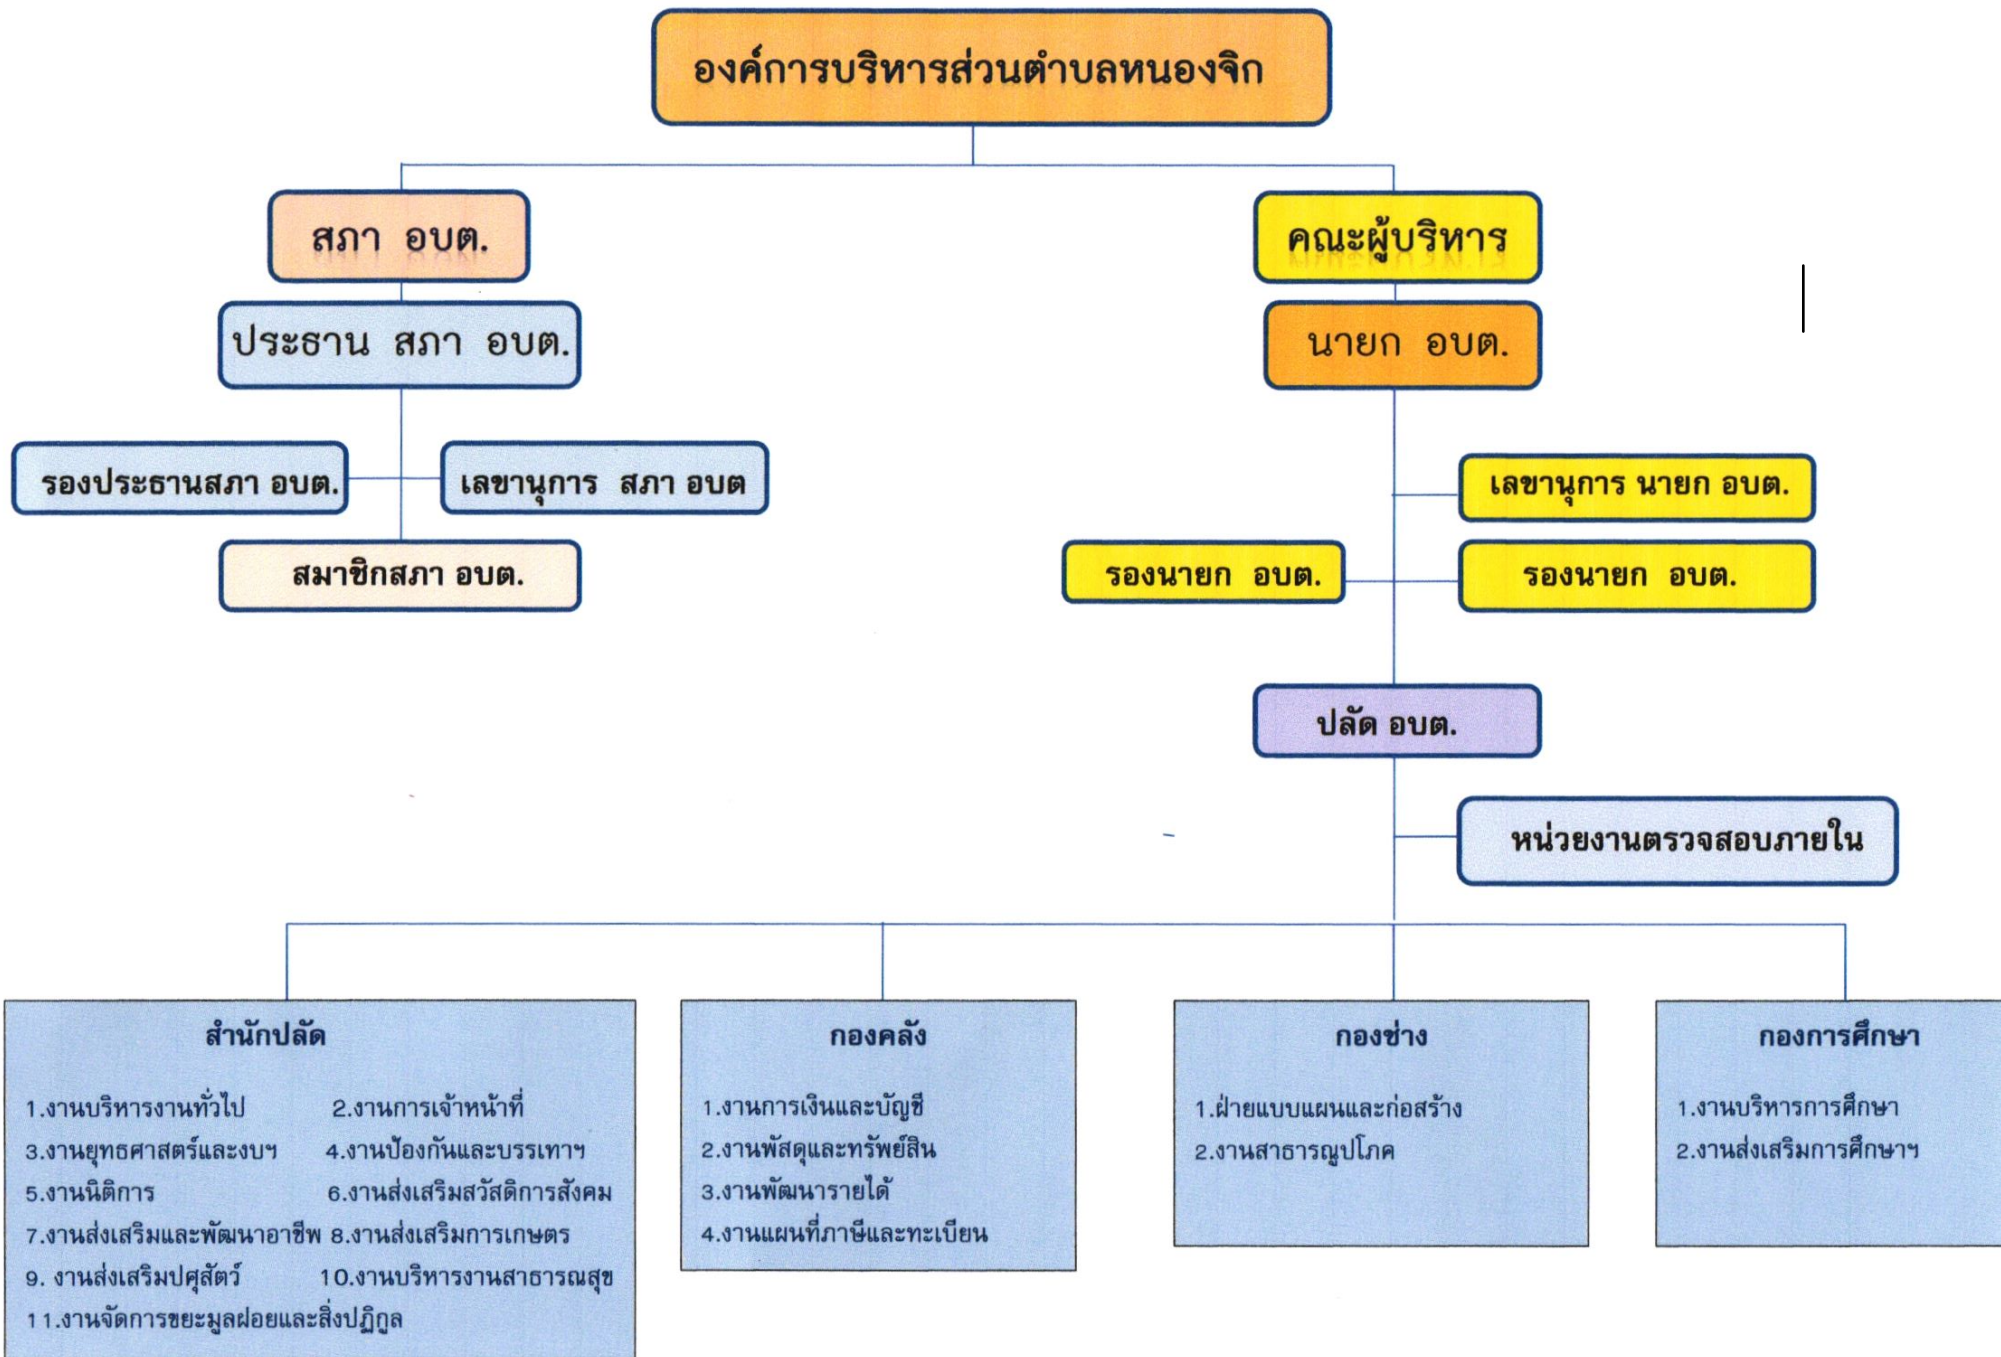 องค์การบริหารส่วนตำบลหนองจิก
สภา อบต.
คณะผู้บริหาร
ประธาน สภา อบต.
นายก อบต.
รองประธานสภา อบต.
เลขานุการ สภา อบต
เลขานุการ นายก อบต.
สมาชิกสภา อบต.
รองนายก อบต.
รองนายก อบต.
ปลัด อบต.
หน่วยงานตรวจสอบภายใน
สำนักปลัด
1.งานบริหารงานทั่วไป 2.งานการเจ้าหน้าที่
3.งานยุทธศาสตร์และงบฯ 4.งานป้องกันและบรรเทาฯ
5.งานนิติการ 6.งานส่งเสริมสวัสดิการสังคม
7.งานส่งเสริมและพัฒนาอาชีพ 8.งานส่งเสริมการเกษตร
9. งานส่งเสริมปศุสัตว์ 10.งานบริหารงานสาธารณสุข
11.งานจัดการขยะมูลฝอยและสิ่งปฏิกูล
กองคลัง
1.งานการเงินและบัญชี
2.งานพัสดุและทรัพย์สิน
3.งานพัฒนารายได้
4.งานแผนที่ภาษีและทะเบียน
กองช่าง
1.ฝ่ายแบบแผนและก่อสร้าง
2.งานสาธารณูปโภค
กองการศึกษา
1.งานบริหารการศึกษา
2.งานส่งเสริมการศึกษาฯ